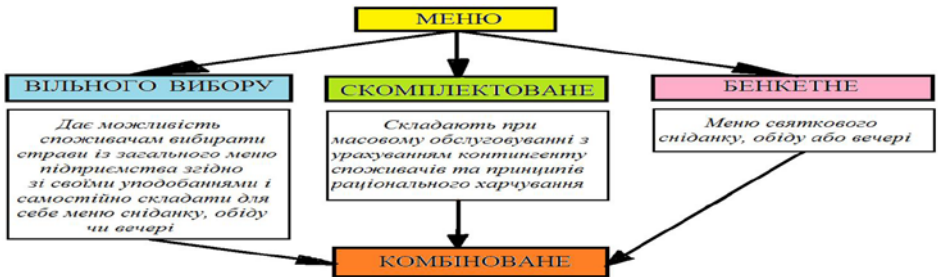 МЕНЮ
ВІЛЬНОГО ВИБОРУ
Дає можливість
споживачам вибирати
страви із загального меню
підприємства згідно
зі своїми уподобаннями і
самостійно складати для
себе меню сніданку, обіду
чи вечері
СКОМПЛЕКТОВАНЕ
Складають при
масовому обслуговуванні з
урахуванням контингенту
споживачів та принципів
раціонального харчування
БЕНКЕТНЕ
Меню святкового
сніданку, обіду або вечері
КОМБІНОВАНЕ